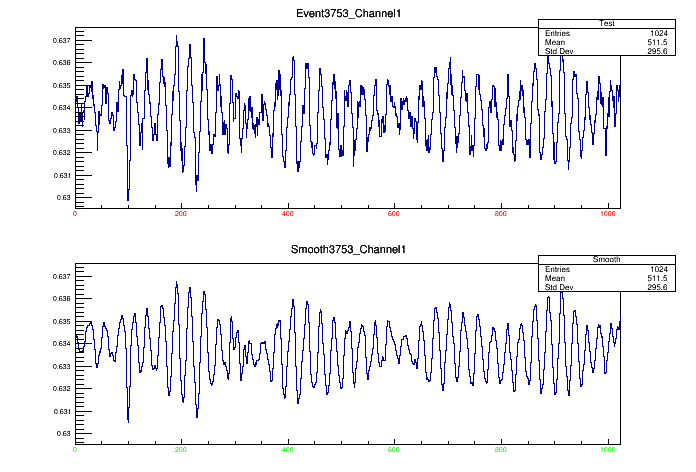 Event3753_Channel1
Test
Entries 1024
Mean 511.5
Std Dev 295.6
0.637
0.636
0.635
0.634
0.633
0.632
0.631
0.63
0 200 400 600 800 1000
Smooth3753_Channel1
Smooth
Entries 1024
Mean 511.5
Std Dev 295.6
0.637
0.636
0.635
0.634
0.633
0.632
0.631
0.63
0 200 400 600 800 1000